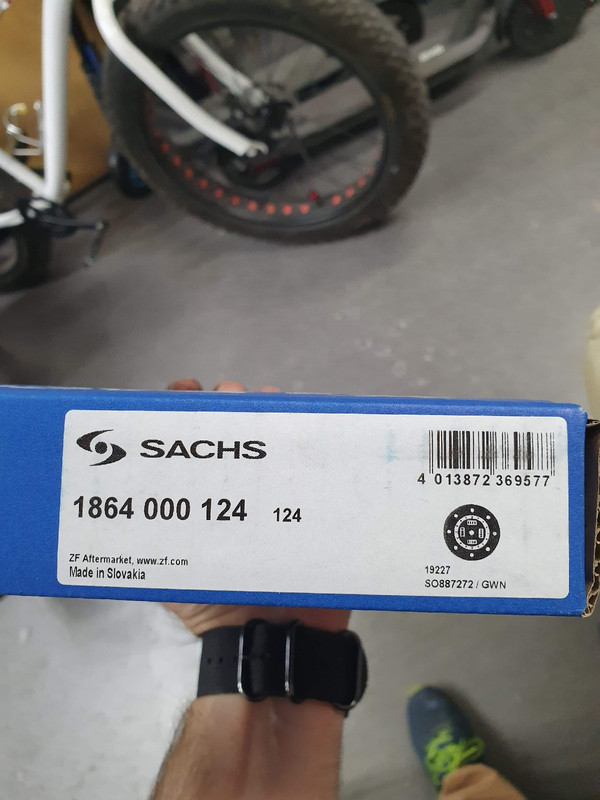 SACHS
1864 000 124 124
ZF Aftermarket, www.zf.com
Made in Slovakia
4 013872 369577
19227
SO887272 / GWN